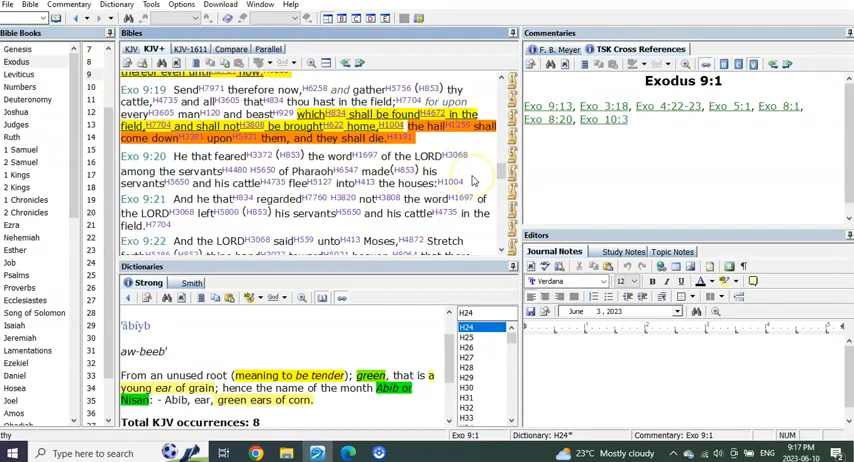 File Bible Commentary Dictionary Tools Options Download Window Help
Bible Books
Genesis
Exodus
Leviticus
Numbers
Deuteronomy
Joshua
Judges
Ruth
1 Samuel
2 Samuel
1 Kings
2 Kings
1 Chronicles
2 Chronicles
Ezra
Nehemiah
Esther
Job
Psalms
Proverbs
Ecclesiastes
Song of Solomon
Isaiah
Jeremiah
Lamentations
Ezekiel
Daniel
Hosea
Joel
Amos
7
8
9
10
11
12
13
14
15
16
17
18
19
20
21
22
23
24
25
26
27
28
29
30
31
32
33
34
35
36
Bibles
KJV KJV+ KJV-1611 Compare Parallel
thereof even until now.
Exo 9:19 Send H7971 therefore now, H6258 and gather H5756 (H853) thy
cattle, H4735 and all H3605 that H834 thou hast in the field; H7704 for upon
every H3605 man H120 and beast H929 which H834 shall be found H4672 in the
field, H7704 and shall not H3808 be brought H622 home, H1004 the hail H1259 shall
come down H3381 upon H5921 them, and they shall die. H4191
Exo 9:20 He that feared H3372 (H853) the word H1697 of the LORD H3068
among the servants H4480 H5650 of Pharaoh H6547 made (H853) his
servants H5650 and his cattle H4735 flee H5127 into H413 the houses: H1004
Exo 9:21 And he that H834 regarded H7760 H3820 not H3808 the word H1697 of
the LORD H3068 left H5800 (H853) his servants H5650 and his cattle H4735 in the
field. H7704
Exo 9:22 And the LORD H3068 said H559 unto H413 Moses, H4872 Stretch
Dictionaries
Strong Smith
God
H24
'âbîyb
aw-beeb'
From an unused root (meaning to be tender); green, that is a
young ear of grain; hence the name of the month Abib or
Nisan: - Abib, ear, green ears of corn.
Total KJV occurrences: 8
H24
H25
H26
H27
H28
H29
H30
H31
H32
H33
Commentaries
F. B. Meyer TSK Cross References
Exodus 9:1
Exo 9:13, Exo 3:18, Exo 4:22-23, Exo 5:1, Exo 8:1,
Exo 8:20, Exo 10:3
Editors
Journal Notes Study Notes Topic Notes
Verdana 12 B I U A
June 3, 2023
thy
Exo 9:1 Dictionary: H24* Commentary: Exo 9:1 NUM
Type here to search
23°C Mostly cloudy ENG 9:17 PM
2023-06-10